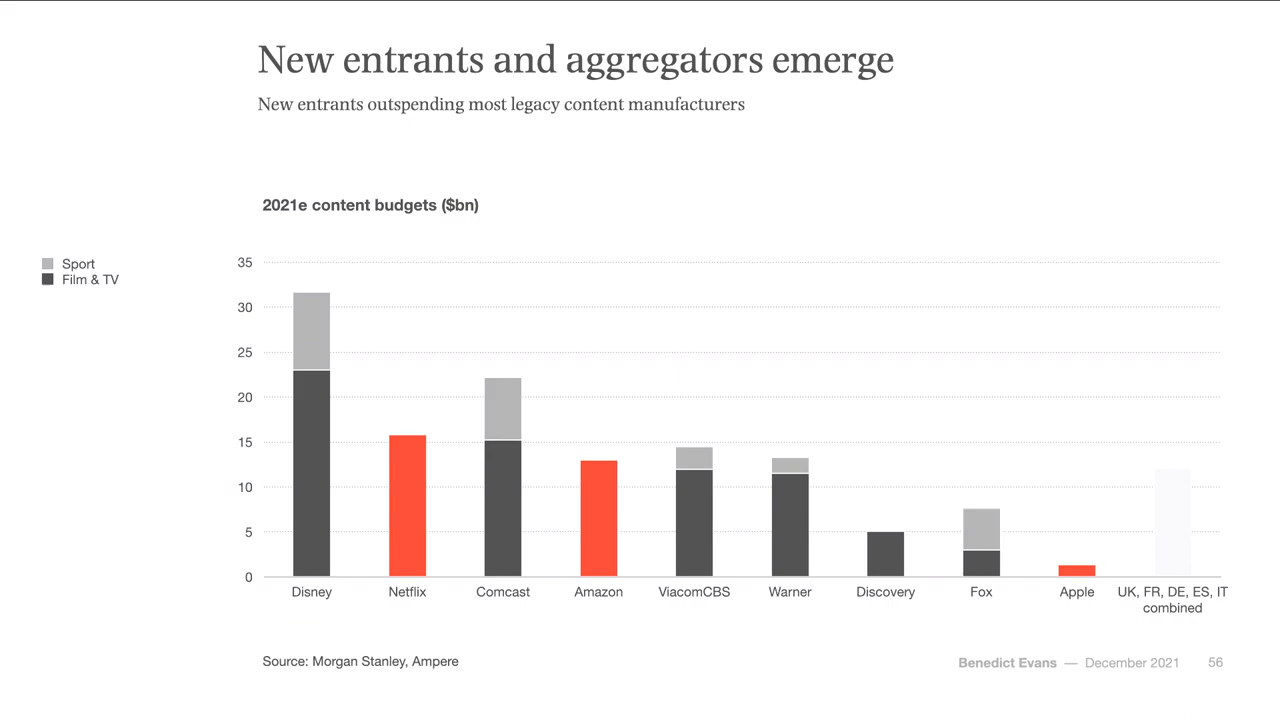 New entrants and aggregators emerge
New entrants outspending most legacy content manufacturers
2021e content budgets ($bn)
Sport
Film & TV
35
30
25
20
15
10
5
0
Disney
Netflix
Comcast
Amazon
ViacomCBS
Warner
Discovery
Fox
Apple
UK, FR, DE, ES, IT
combined
Source: Morgan Stanley, Ampere
Benedict Evans — December 2021 56